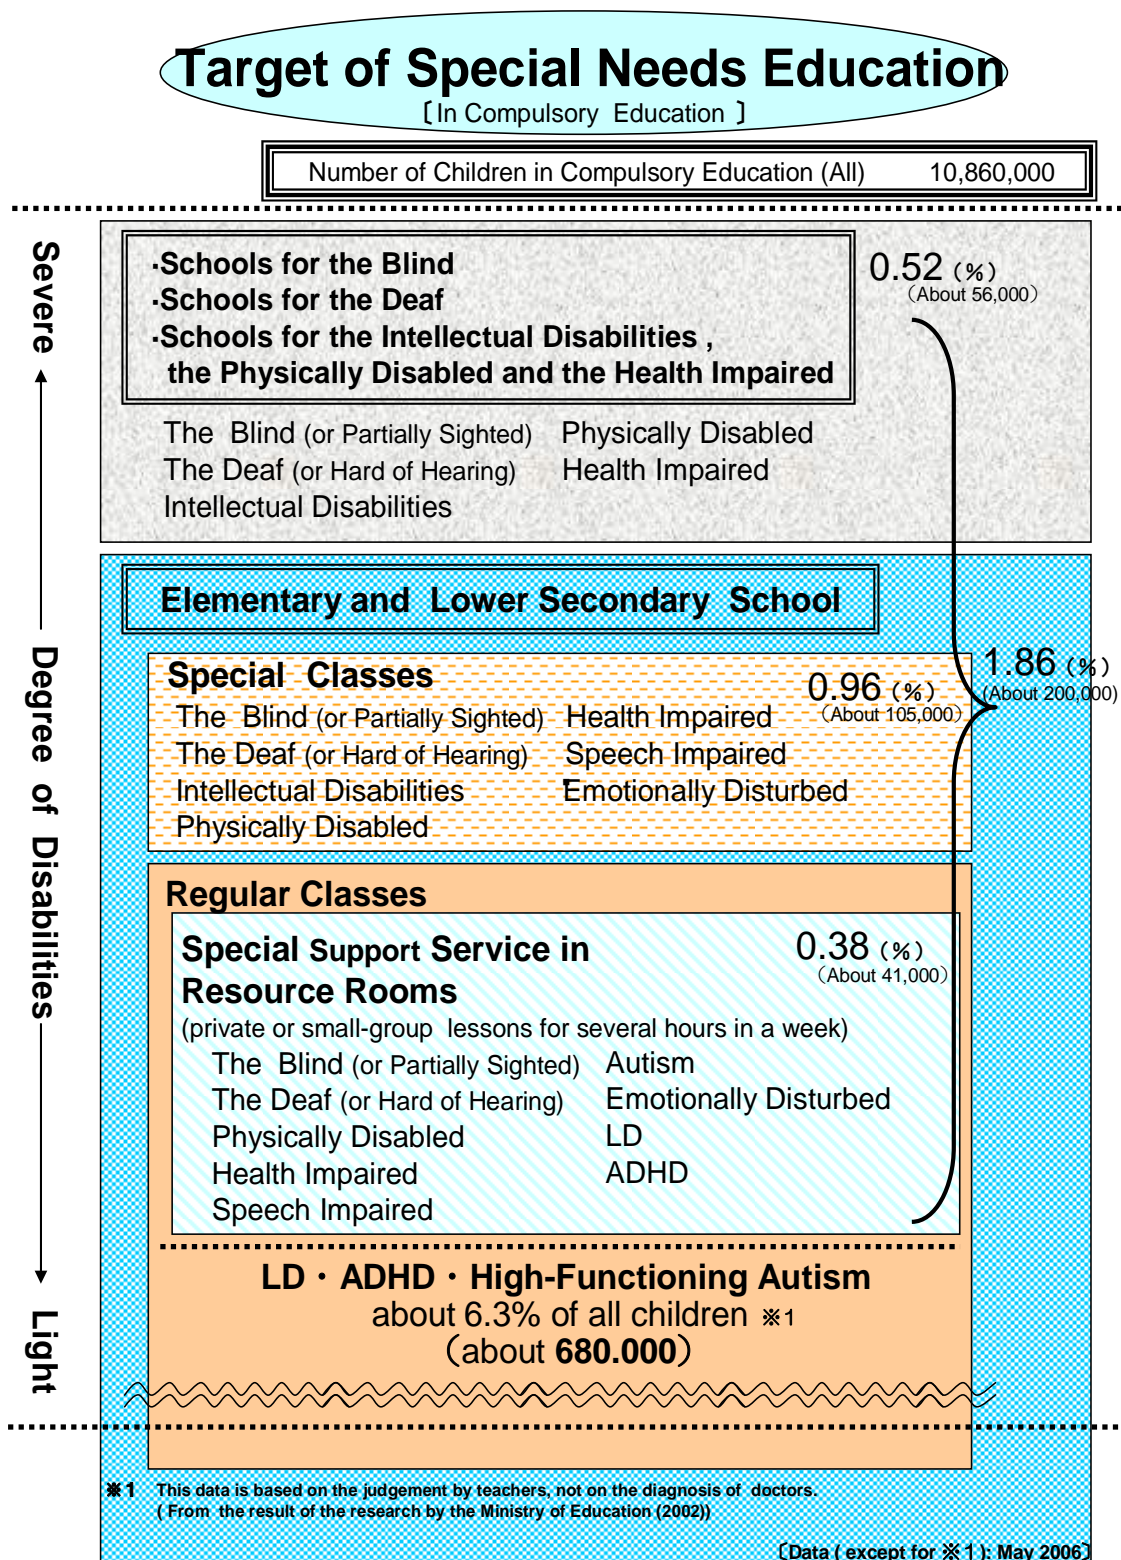 Target of Special Needs Education
〔In Compulsory Education 〕
Number of Children in Compulsory Education (All) 10,860,000
Severe
Degree of Disabilities
Light
･Schools for the Blind
･Schools for the Deaf
･Schools for the Intellectual Disabilities ,
the Physically Disabled and the Health Impaired
0.52 (%)
(About 56,000)
The Blind (or Partially Sighted) Physically Disabled
The Deaf (or Hard of Hearing) Health Impaired
Intellectual Disabilities
Elementary and Lower Secondary School
1.86 (%)
(About 200,000)
Special Classes
0.96 (%)
(About 105,000)
The Blind (or Partially Sighted) Health Impaired
The Deaf (or Hard of Hearing) Speech Impaired
Intellectual Disabilities Emotionally Disturbed
Physically Disabled
Regular Classes
Special Support Service in
Resource Rooms
0.38 (%)
(About 41,000)
(private or small-group lessons for several hours in a week)
The Blind (or Partially Sighted) Autism
The Deaf (or Hard of Hearing) Emotionally Disturbed
Physically Disabled LD
Health Impaired ADHD
Speech Impaired
LD・ADHD・High-Functioning Autism
about 6.3% of all children ※1
(about 680.000)
※1 This data is based on the judgement by teachers, not on the diagnosis of doctors.
( From the result of the research by the Ministry of Education (2002))
〔Data ( except for ※1 ): May 2006〕